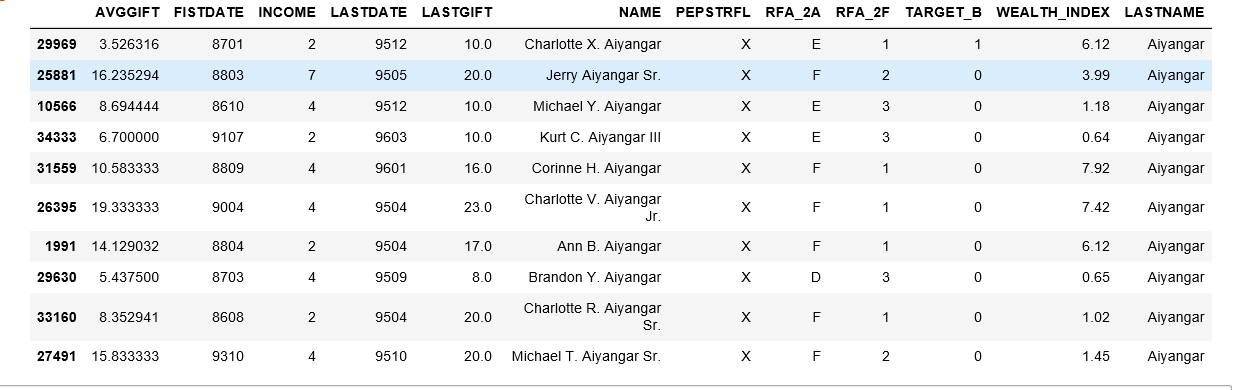 AVGGIFT FISTDATE INCOME LASTDATE LASTGIFT NAME PEPSTRFL RFA_2A RFA_2F TARGET_B WEALTH_INDEX LASTNAME
29969 3.526316 8701 2 9512 10.0 Charlotte X. Aiyangar X E 1 1 6.12 Aiyangar
25881 16.235294 8803 7 9505 20.0 Jerry Aiyangar Sr. X F 2 0 3.99 Aiyangar
10566 8.694444 8610 4 9512 10.0 Michael Y. Aiyangar X E 3 0 1.18 Aiyangar
34333 6.700000 9107 2 9603 10.0 Kurt C. Aiyangar III X E 3 0 0.64 Aiyangar
31559 10.583333 8809 4 9601 16.0 Corinne H. Aiyangar X F 1 0 7.92 Aiyangar
26395 19.333333 9004 4 9504 23.0 Charlotte V. Aiyangar X F 1 0 7.42 Aiyangar
Jr.
1991 14.129032 8804 2 9504 17.0 Ann B. Aiyangar X F 1 0 6.12 Aiyangar
29630 5.437500 8703 4 9509 8.0 Brandon Y. Aiyangar X D 3 0 0.65 Aiyangar
33160 8.352941 8608 2 9504 20.0 Charlotte R. Aiyangar X F 1 0 1.02 Aiyangar
Sr.
27491 15.833333 9310 4 9510 20.0 Michael T. Aiyangar Sr. X F 2 0 1.45 Aiyangar